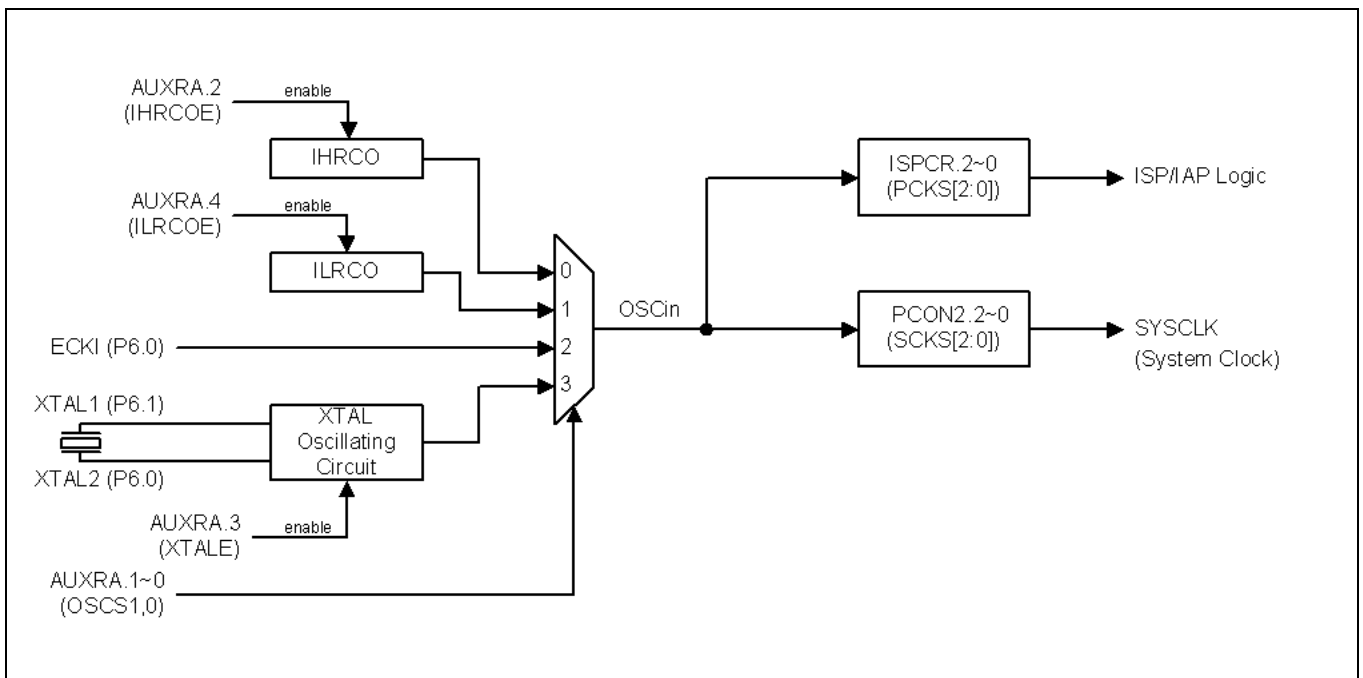 AUXRA.2
(IHRCOE)
enable
IHRCO
AUXRA.4
(ILRCOE)
enable
ILRCO
ECKI (P6.0)
XTAL1 (P6.1)
XTAL2 (P6.0)
XTAL
Oscillating
Circuit
AUXRA.3
(XTALE)
enable
AUXRA.1~0
(OSCS1,0)
0
1
2
3
OSCin
ISPCR.2~0
(PCKS[2:0])
ISP/IAP Logic
PCON2.2~0
(SCKS[2:0])
SYSCLK
(System Clock)